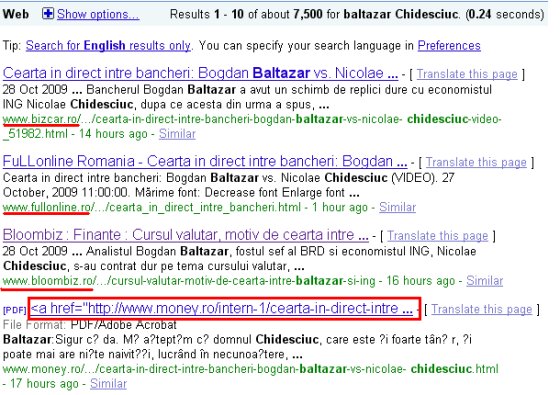 Web Show options... Results 1 - 10 of about 7,500 for baltazar Chidesciuc. (0.24 seconds)
Tip: Search for English results only. You can specify your search language in Preferences
Cearta in direct intre bancheri: Bogdan Baltazar vs. Nicolae ... - [ Translate this page ]
28 Oct 2009 ... Bancherul Bogdan Baltazar a avut un schimb de replici dure cu economistul
ING Nicolae Chidesciuc, dupa ce acesta din urma a spus, ...
www.bizcar.ro/.../cearta-in-direct-intre-bancheri-bogdan-baltazar-vs-nicolae- chidesciuc-video-
_51982.html - 14 hours ago - Similar
FuLLonline Romania - Cearta in direct intre bancheri: Bogdan ... - [ Translate this page ]
Cearta in direct intre bancheri: Bogdan Baltazar vs. Nicolae Chidesciuc (VIDEO). 27
October, 2009 11:00:00. Mărime font: Decrease font Enlarge font ...
www.fullonline.ro/.../cearta_in_direct_intre_bancheri.html - 1 hour ago - Similar
Bloombiz : Finante : Cursul valutar, motiv de cearta intre ... - [ Translate this page ]
28 Oct 2009 ... Analistul Bogdan Baltazar, fostul sef al BRD si economistul ING, Nicolae
Chidesciuc, s-au contrat dur pe tema cursului valutar, ...
www.bloombiz.ro/.../cursul-valutar-motiv-de-cearta-intre-baltazar-si-ing - 16 hours ago - Similar
[PDF] <a href="http://www.money.ro/intern-1/cearta-in-direct-intre ... - [ Translate this page ]
File Format: PDF/Adobe Acrobat
Baltazar:Sigur c? da. M? a?tept?m c? domnul Chidesciuc, care este ?i foarte tân? r, ?i
poate mai are ni?te naivit??i, lucrând în necunoa?tere, ...
www.money.ro/.../cearta-in-direct-intre-bancheri-bogdan-baltazar-vs-nicolae- chidesciuc.html
- 17 hours ago - Similar